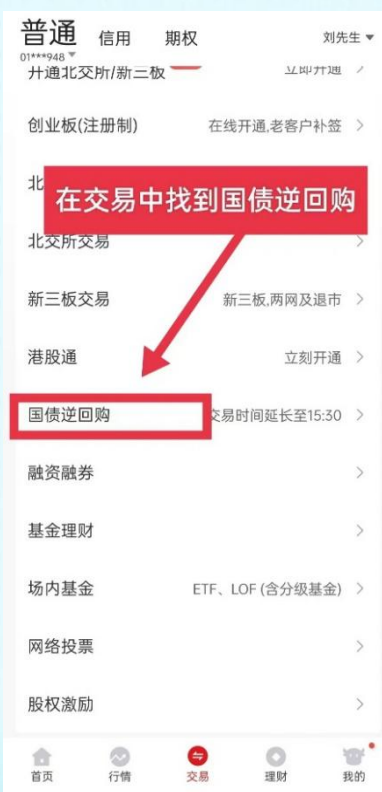 普通 信用 期权 刘先生
01***948
开通北交所/新三板 立即开通
创业板(注册制) 在线开通,老客户补签
北
在交易中找到国债逆回购
北交所交易
新三板交易 新三板,两网及退市
港股通 立刻开通
国债逆回购 交易时间延长至15:30
融资融券
基金理财
场内基金 ETF、LOF (含分级基金)
网络投票
股权激励
首页 行情 交易 理财 我的